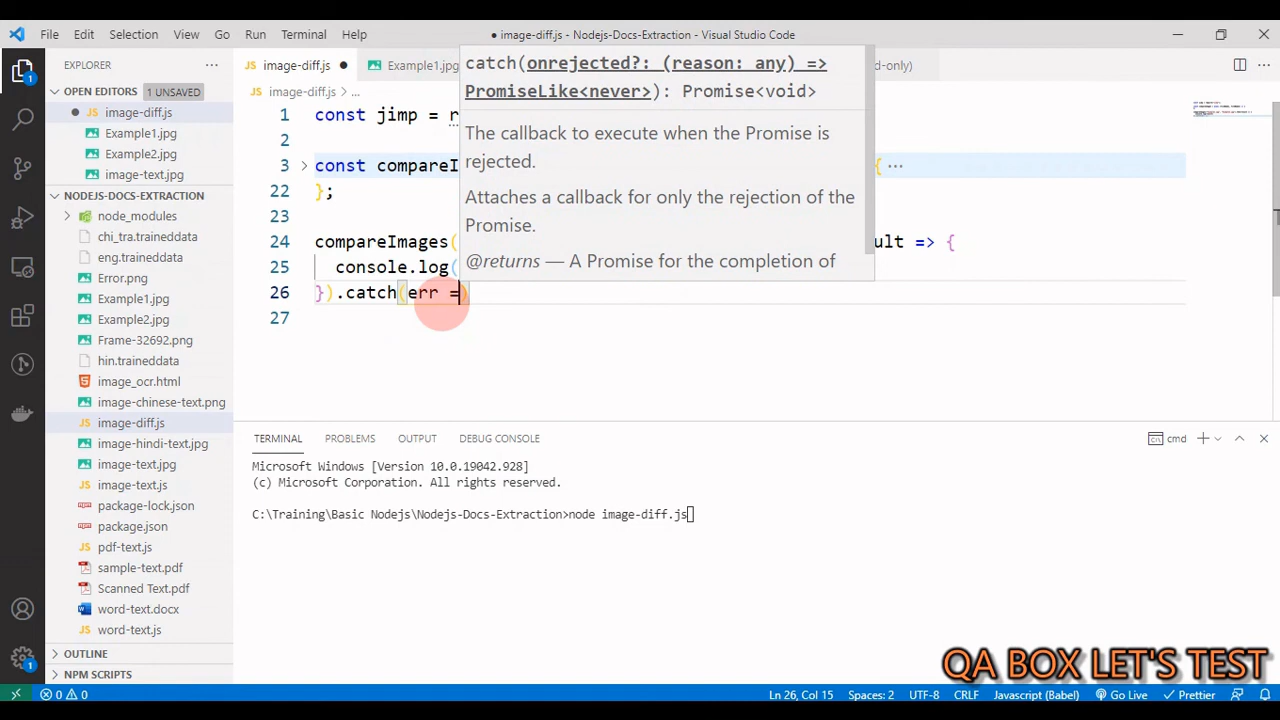 File Edit Selection View Go Run Terminal Help
● image-diff.js - Nodejs-Docs-Extraction - Visual Studio Code
EXPLORER
OPEN EDITORS 1 UNSAVED
image-diff.js
Example1.jpg
Example2.jpg
image-text.jpg
NODEJS-DOCS-EXTRACTION
node_modules
chi_tra.traineddata
eng.traineddata
Error.png
Example1.jpg
Example2.jpg
Frame-32692.png
hin.traineddata
image_ocr.html
image-chinese-text.png
image-diff.js
image-hindi-text.jpg
image-text.jpg
image-text.js
package-lock.json
package.json
pdf-text.js
sample-text.pdf
Scanned Text.pdf
word-text.docx
word-text.js
OUTLINE
NPM SCRIPTS
image-diff.js ● Example1.jpg d-only)
image-diff.js > ...
catch(onrejected?: (reason: any) =>
PromiseLike<never>): Promise<void>
The callback to execute when the Promise is
rejected.
Attaches a callback for only the rejection of the
Promise.
@returns — A Promise for the completion of
1 const jimp = r
2
3 const compareI { ...
22 };
23
24 compareImages( ult => {
25 console.log(
26 }).catch(err =)
27
TERMINAL PROBLEMS OUTPUT DEBUG CONSOLE
cmd
Microsoft Windows [Version 10.0.19042.928]
(c) Microsoft Corporation. All rights reserved.
C:\Training\Basic Nodejs\Nodejs-Docs-Extraction>node image-diff.js
QA BOX LET'S TEST
0 0 Ln 26, Col 15 Spaces: 2 UTF-8 CRLF Javascript (Babel) Go Live Prettier